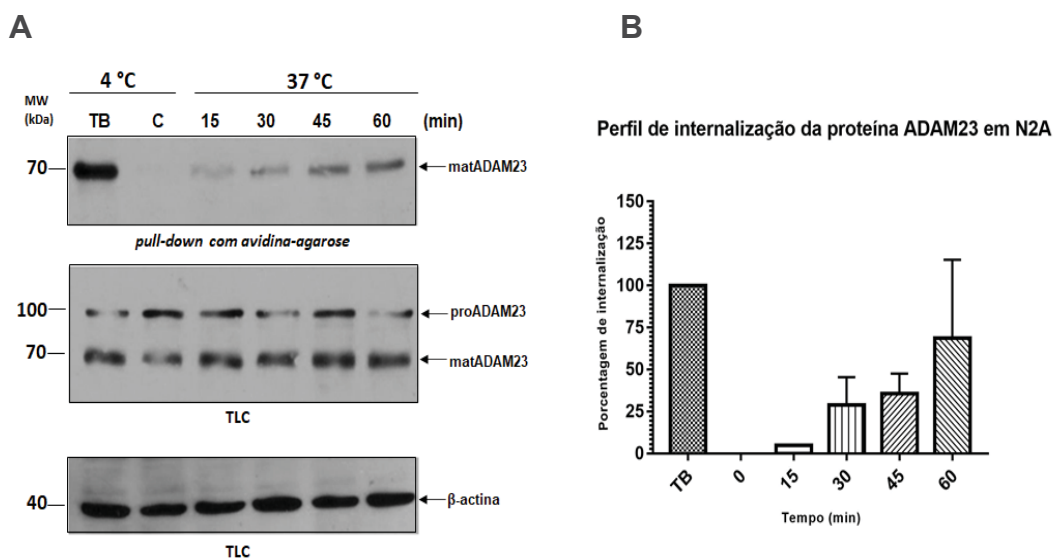 A
4 °C 37 °C
MW
(kDa)
TB C 15 30 45 60 (min)
70
matADAM23
pull-down com avidina-agarose
100
proADAM23
70
matADAM23
TLC
40
β-actina
TLC
B
Perfil de internalização da proteína ADAM23 em N2A
Porcentagem de internalização
150
125
100
75
50
25
0
TB 0 15 30 45 60
Tempo (min)